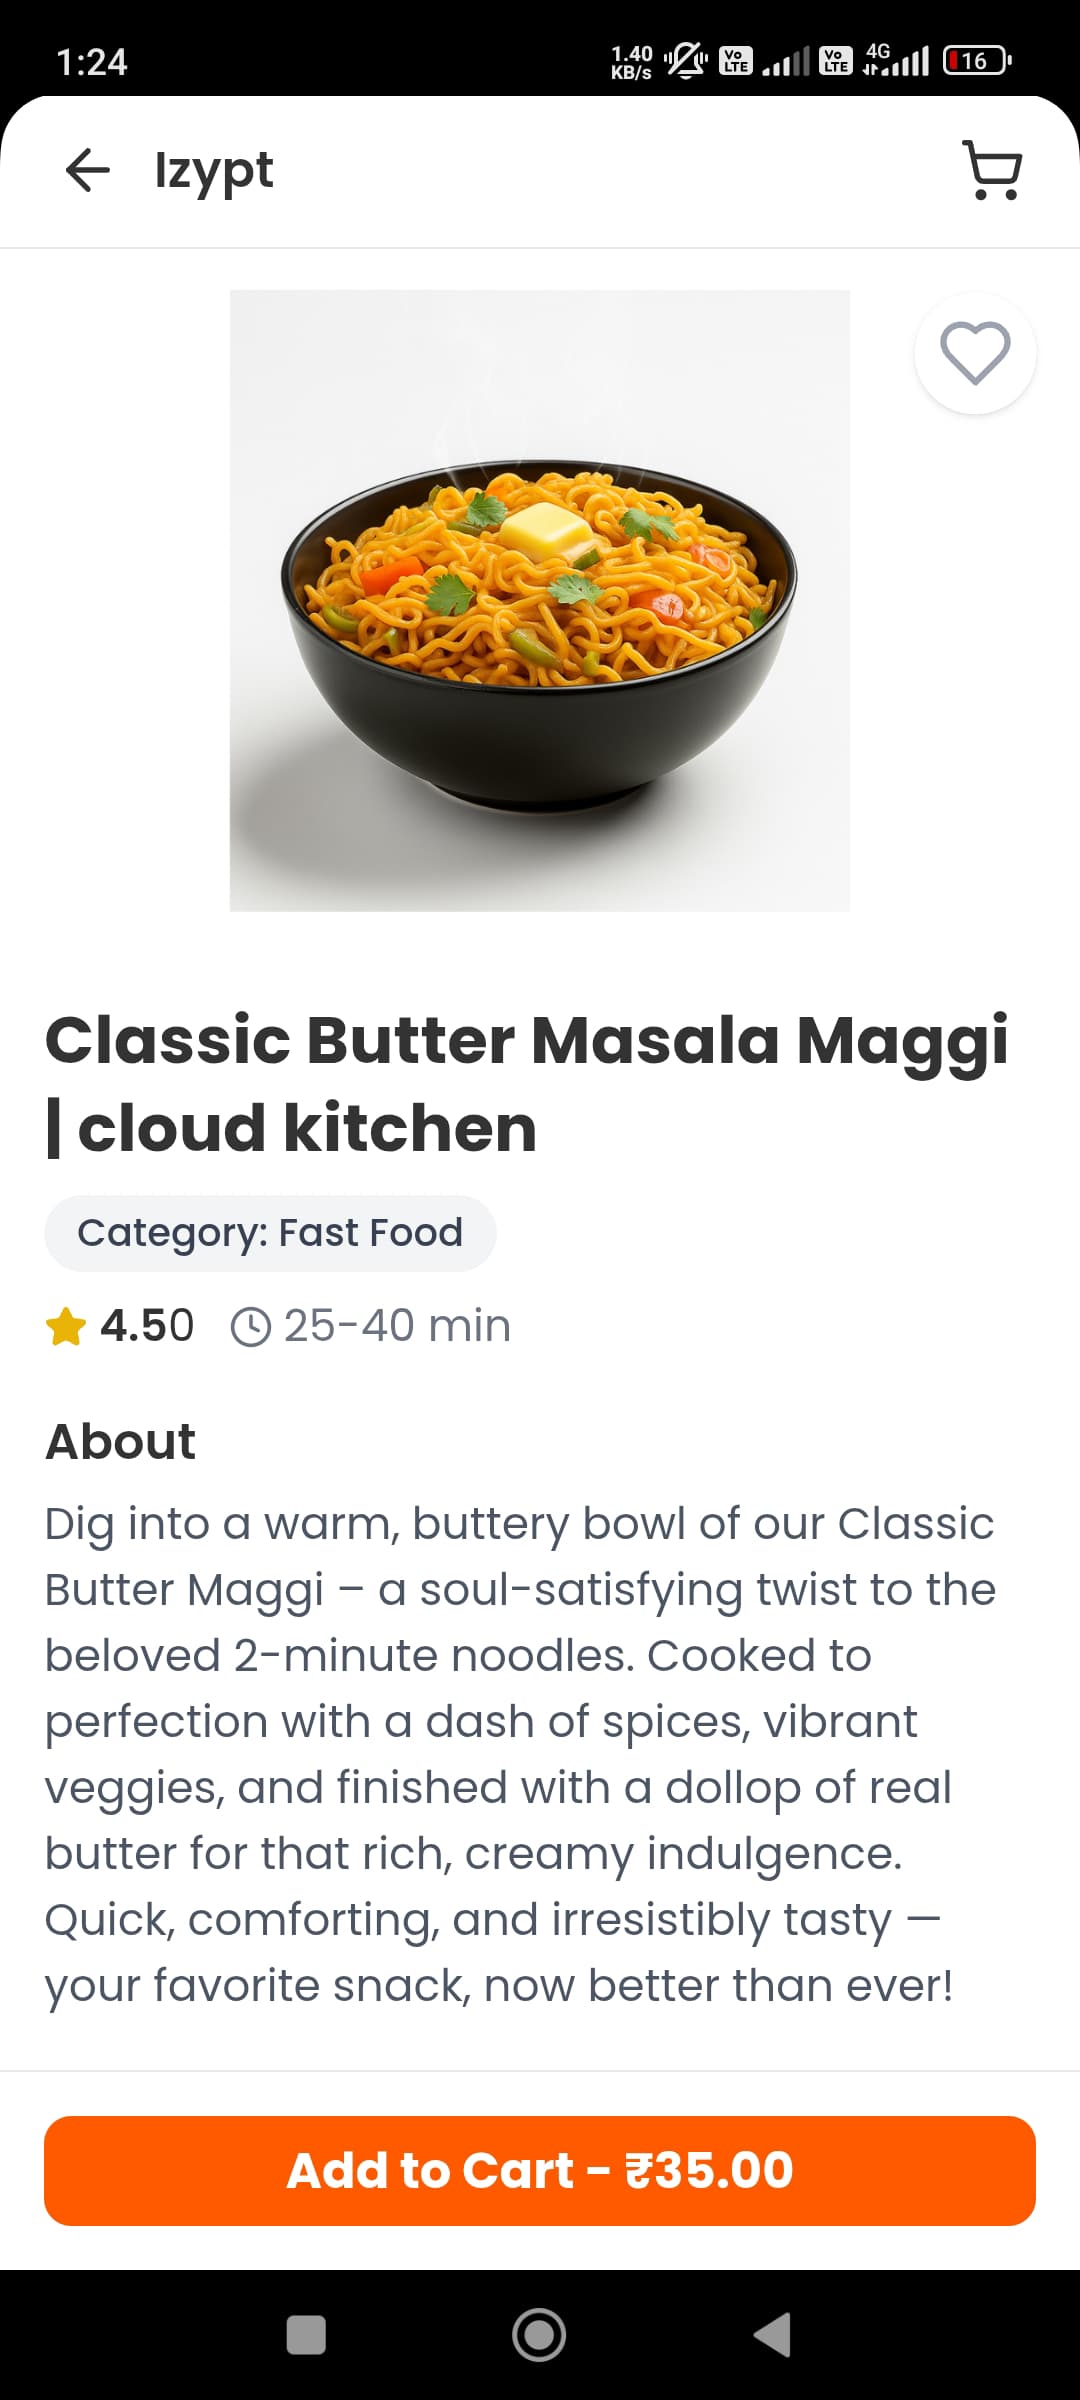 1:24
1.40
KB/s
Vo
LTE
Vo
LTE
4G
16
Izypt
Classic Butter Masala Maggi
| cloud kitchen
Category: Fast Food
4.50
25-40 min
About
Dig into a warm, buttery bowl of our Classic
Butter Maggi – a soul-satisfying twist to the
beloved 2-minute noodles. Cooked to
perfection with a dash of spices, vibrant
veggies, and finished with a dollop of real
butter for that rich, creamy indulgence.
Quick, comforting, and irresistibly tasty —
your favorite snack, now better than ever!
Add to Cart - ₹35.00